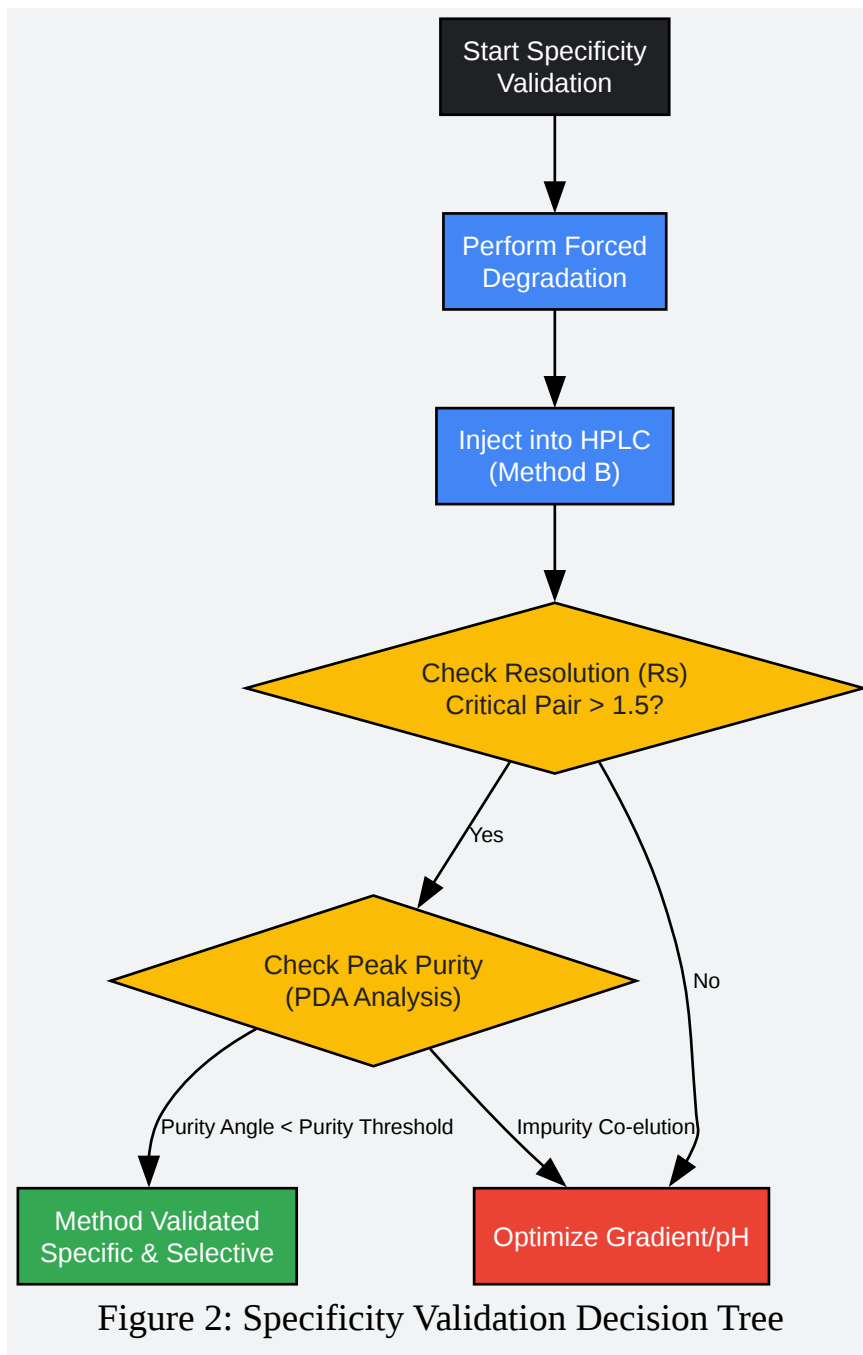 Start Specificity
Validation
Perform Forced
Degradation
Inject into HPLC
(Method B)
Check Resolution (Rs)
Critical Pair > 1.5?
Yes
Check Peak Purity
(PDA Analysis)
No
Purity Angle < Purity Threshold
Impurity Co-elution
Method Validated
Specific & Selective
Optimize Gradient/pH
Figure 2: Specificity Validation Decision Tree